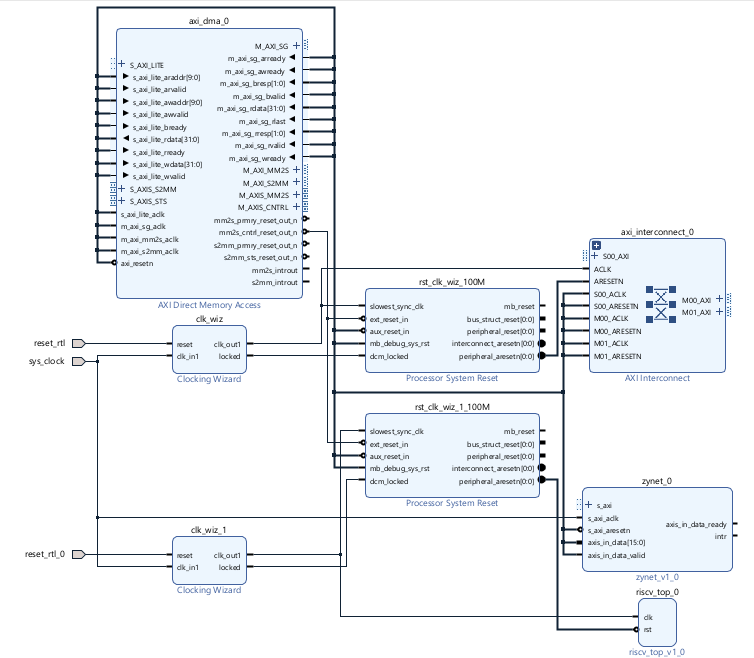 axi_dma_0
M_AXI_SG
S_AXI_LITE
m_axi_sg_arready
s_axi_lite_araddr[9:0]
m_axi_sg_awready
s_axi_lite_arvalid
m_axi_sg_bresp[1:0]
s_axi_lite_awaddr[9:0]
m_axi_sg_bvalid
s_axi_lite_awvalid
m_axi_sg_rdata[31:0]
s_axi_lite_bready
m_axi_sg_rlast
s_axi_lite_rdata[31:0]
m_axi_sg_rresp[1:0]
s_axi_lite_rready
m_axi_sg_rvalid
s_axi_lite_wdata[31:0]
m_axi_sg_wready
s_axi_lite_wvalid
M_AXI_MM2S
S_AXIS_S2MM
M_AXI_S2MM
S_AXIS_STS
M_AXIS_MM2S
M_AXIS_CNTRL
s_axi_lite_aclk
mm2s_prmry_reset_out_n
m_axi_sg_aclk
mm2s_cntrl_reset_out_n
m_axi_mm2s_aclk
s2mm_prmry_reset_out_n
m_axi_s2mm_aclk
s2mm_sts_reset_out_n
axi_resetn
mm2s_introut
s2mm_introut
AXI Direct Memory Access
axi_interconnect_0
S00_AXI
ACLK
ARESETN
S00_ACLK
S00_ARESETN
M00_ACLK
M00_ARESETN
M01_ACLK
M01_ARESETN
M00_AXI
M01_AXI
AXI Interconnect
rst_clk_wiz_100M
slowest_sync_clk
mb_reset
ext_reset_in
bus_struct_reset[0:0]
aux_reset_in
peripheral_reset[0:0]
mb_debug_sys_rst
interconnect_aresetn[0:0]
dcm_locked
peripheral_aresetn[0:0]
Processor System Reset
clk_wiz
reset_rtl
reset
clk_out1
sys_clock
clk_in1
locked
Clocking Wizard
rst_clk_wiz_1_100M
slowest_sync_clk
mb_reset
ext_reset_in
bus_struct_reset[0:0]
aux_reset_in
peripheral_reset[0:0]
mb_debug_sys_rst
interconnect_aresetn[0:0]
dcm_locked
peripheral_aresetn[0:0]
Processor System Reset
zynet_0
s_axi
s_axi_aclk
s_axi_aresetn
axis_in_data[15:0]
axis_in_data_valid
axis_in_data_ready
intr
zynet_v1_0
clk_wiz_1
reset_rtl_0
reset
clk_out1
clk_in1
locked
Clocking Wizard
riscv_top_0
clk
rst
riscv_top_v1_0